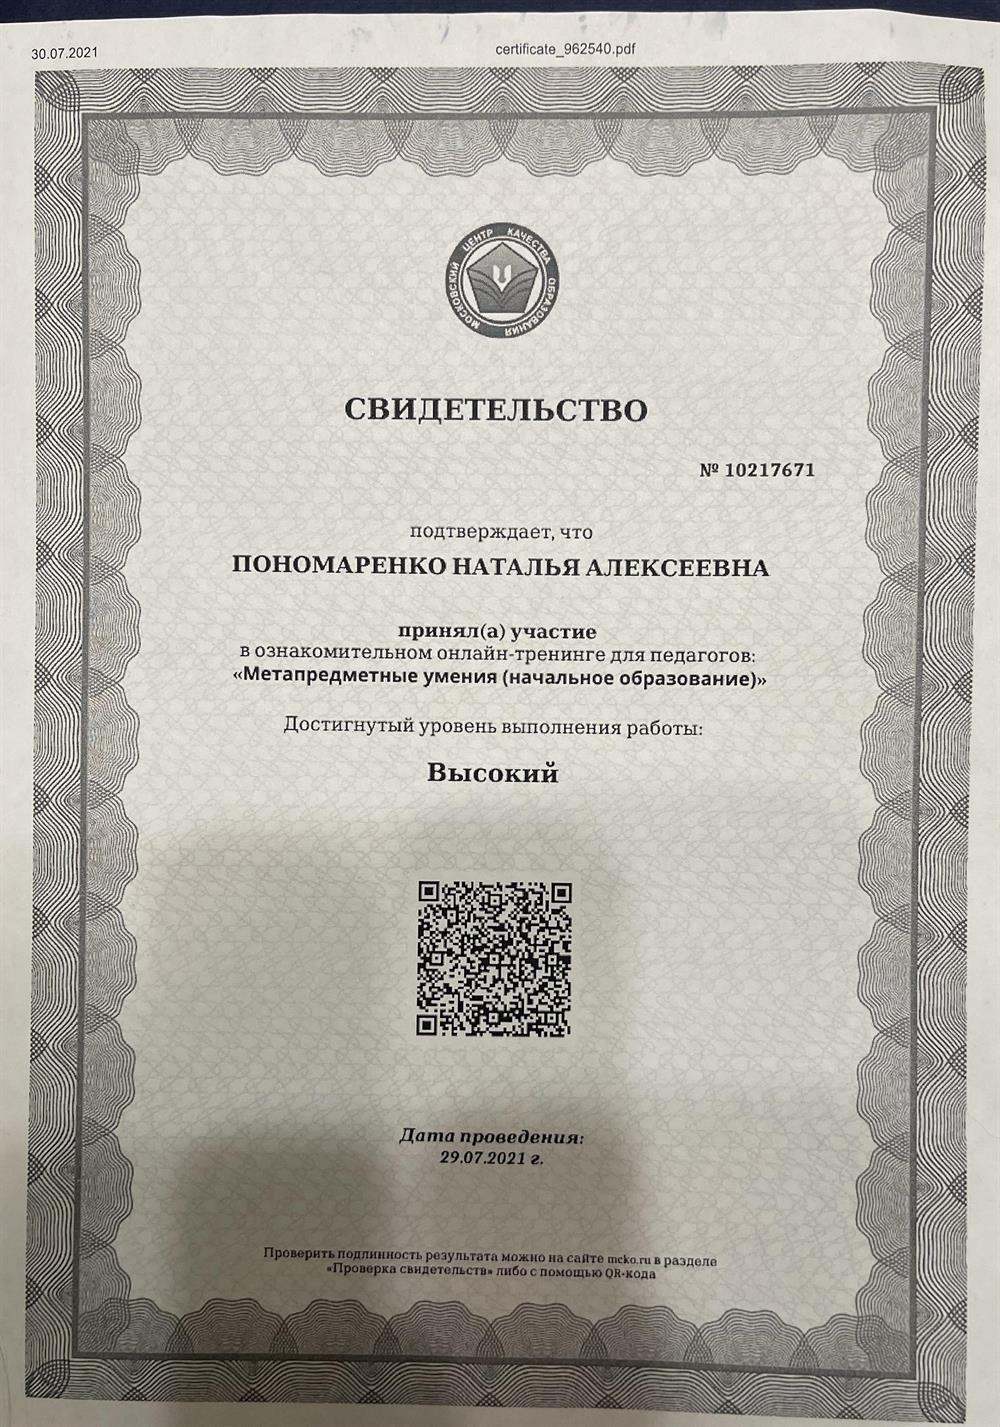 30.07.2021
certificate_962540.pdf
МОСКОВСКИЙ ЦЕНТР КАЧЕСТВА ОБРАЗОВАНИЯ
СВИДЕТЕЛЬСТВО
№ 10217671
подтверждает, что
ПОНОМАРЕНКО НАТАЛЬЯ АЛЕКСЕЕВНА
принял(а) участие
в ознакомительном онлайн-тренинге для педагогов:
«Метапредметные умения (начальное образование)»
Достигнутый уровень выполнения работы:
Высокий
Дата проведения:
29.07.2021 г.
Проверить подлинность результата можно на сайте mcko.ru в разделе
«Проверка свидетельств» либо с помощью QR-кода